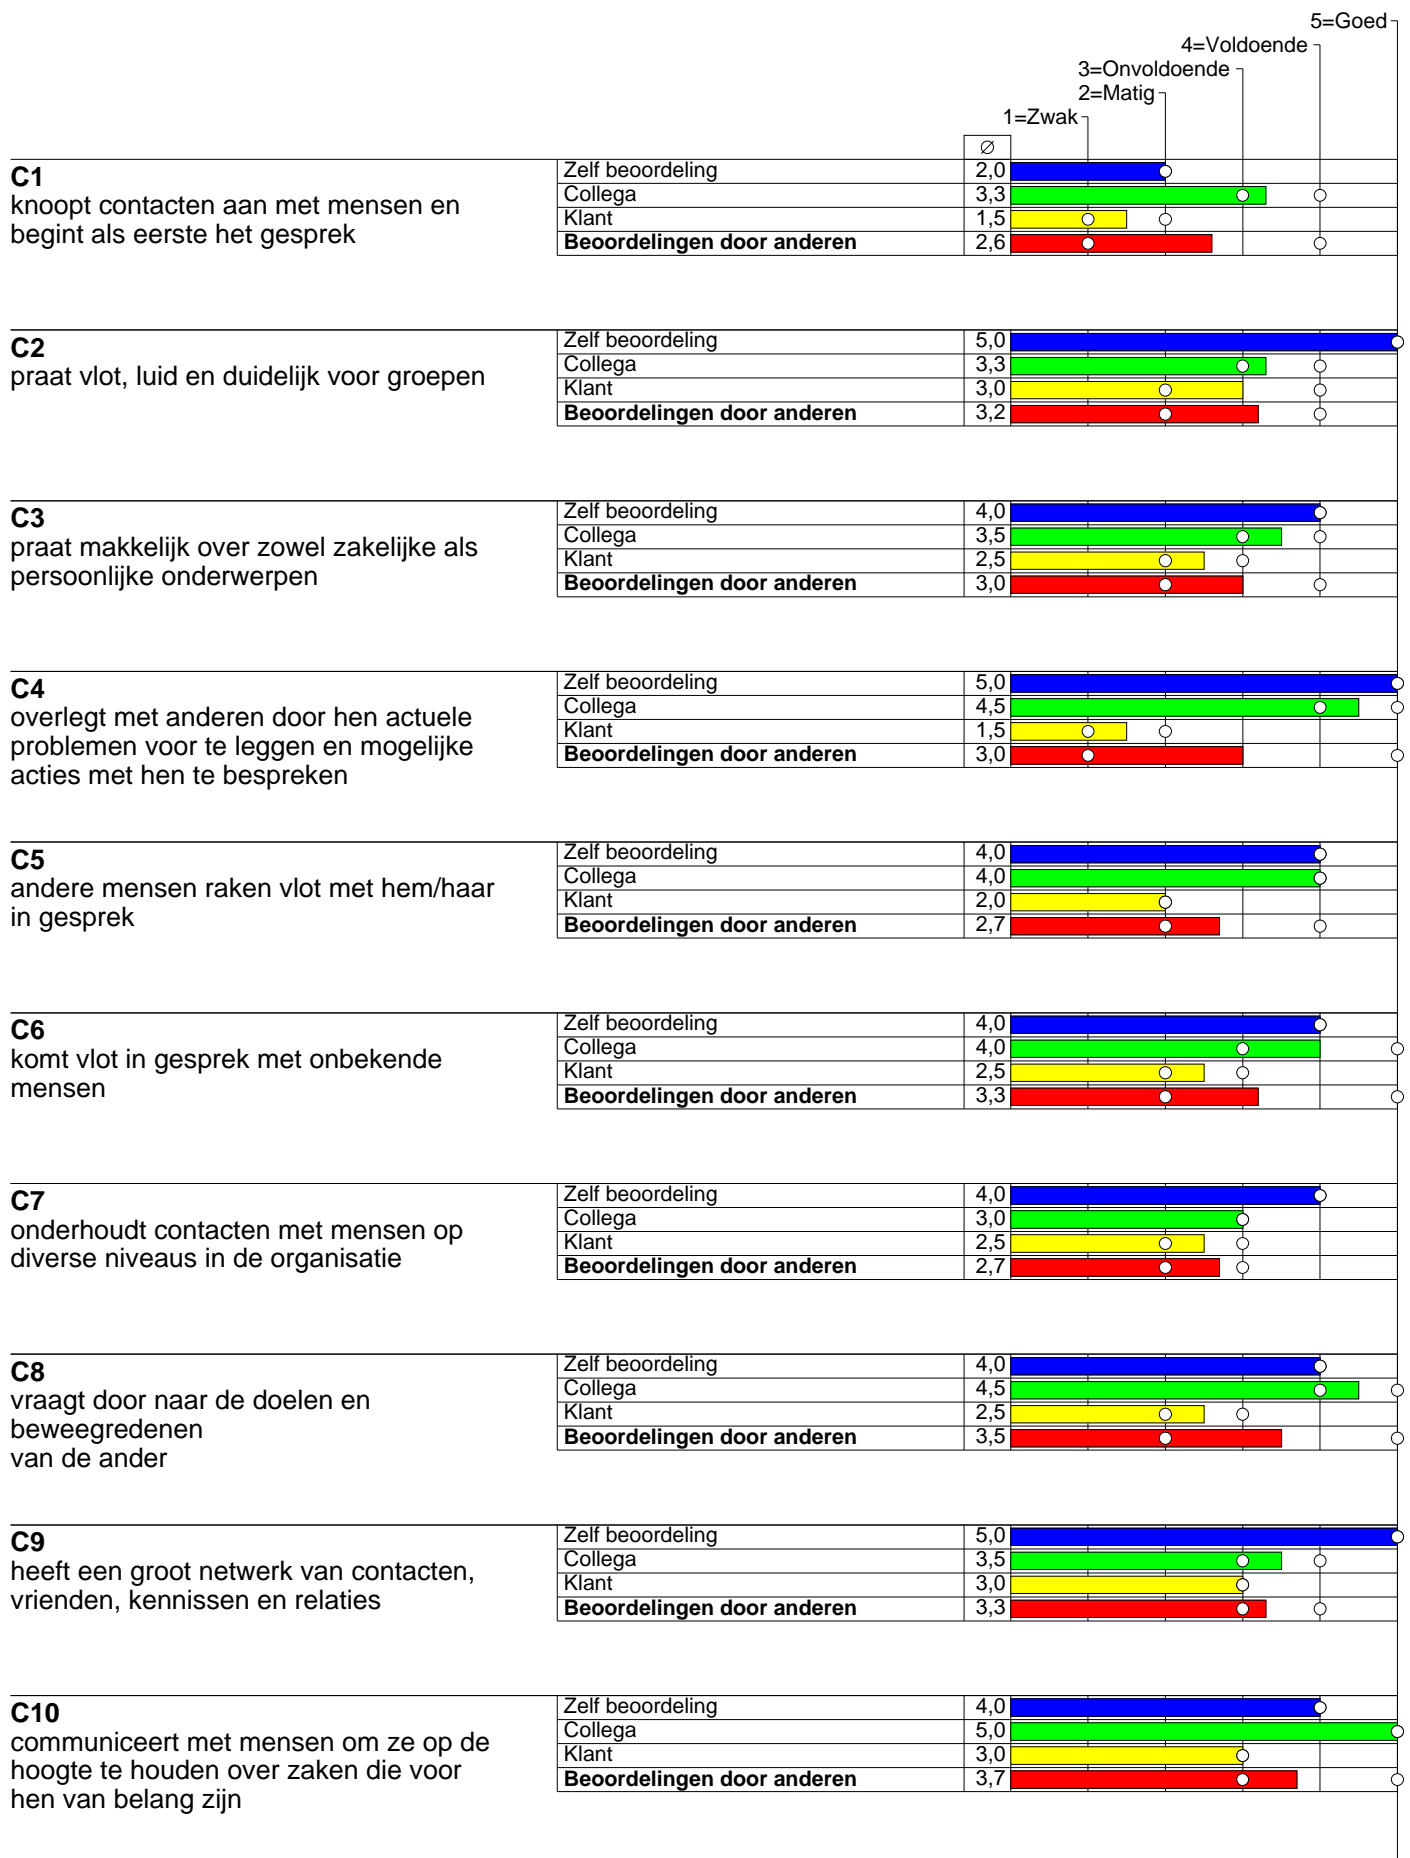 5=Goed
4=Voldoende
3=Onvoldoende
2=Matig
1=Zwak
Ø
C1
knoopt contacten aan met mensen en
begint als eerste het gesprek
Zelf beoordeling 2,0
Collega 3,3
Klant 1,5
Beoordelingen door anderen 2,6
C2
praat vlot, luid en duidelijk voor groepen
Zelf beoordeling 5,0
Collega 3,3
Klant 3,0
Beoordelingen door anderen 3,2
C3
praat makkelijk over zowel zakelijke als
persoonlijke onderwerpen
Zelf beoordeling 4,0
Collega 3,5
Klant 2,5
Beoordelingen door anderen 3,0
C4
overlegt met anderen door hen actuele
problemen voor te leggen en mogelijke
acties met hen te bespreken
Zelf beoordeling 5,0
Collega 4,5
Klant 1,5
Beoordelingen door anderen 3,0
C5
andere mensen raken vlot met hem/haar
in gesprek
Zelf beoordeling 4,0
Collega 4,0
Klant 2,0
Beoordelingen door anderen 2,7
C6
komt vlot in gesprek met onbekende
mensen
Zelf beoordeling 4,0
Collega 4,0
Klant 2,5
Beoordelingen door anderen 3,3
C7
onderhoudt contacten met mensen op
diverse niveaus in de organisatie
Zelf beoordeling 4,0
Collega 3,0
Klant 2,5
Beoordelingen door anderen 2,7
C8
vraagt door naar de doelen en
beweegredenen
van de ander
Zelf beoordeling 4,0
Collega 4,5
Klant 2,5
Beoordelingen door anderen 3,5
C9
heeft een groot netwerk van contacten,
vrienden, kennissen en relaties
Zelf beoordeling 5,0
Collega 3,5
Klant 3,0
Beoordelingen door anderen 3,3
C10
communiceert met mensen om ze op de
hoogte te houden over zaken die voor
hen van belang zijn
Zelf beoordeling 4,0
Collega 5,0
Klant 3,0
Beoordelingen door anderen 3,7